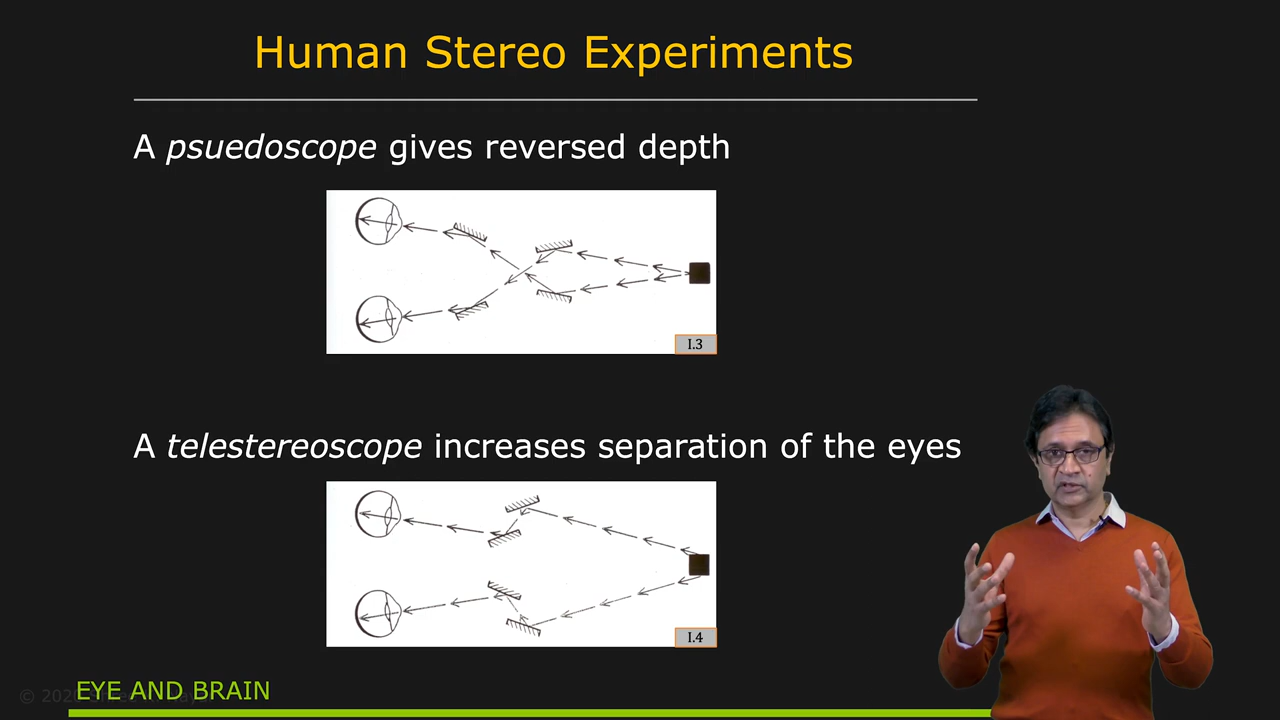 Human Stereo Experiments
A psuedoscope gives reversed depth
I.3
A telestereoscope increases separation of the eyes
I.4
EYE AND BRAIN